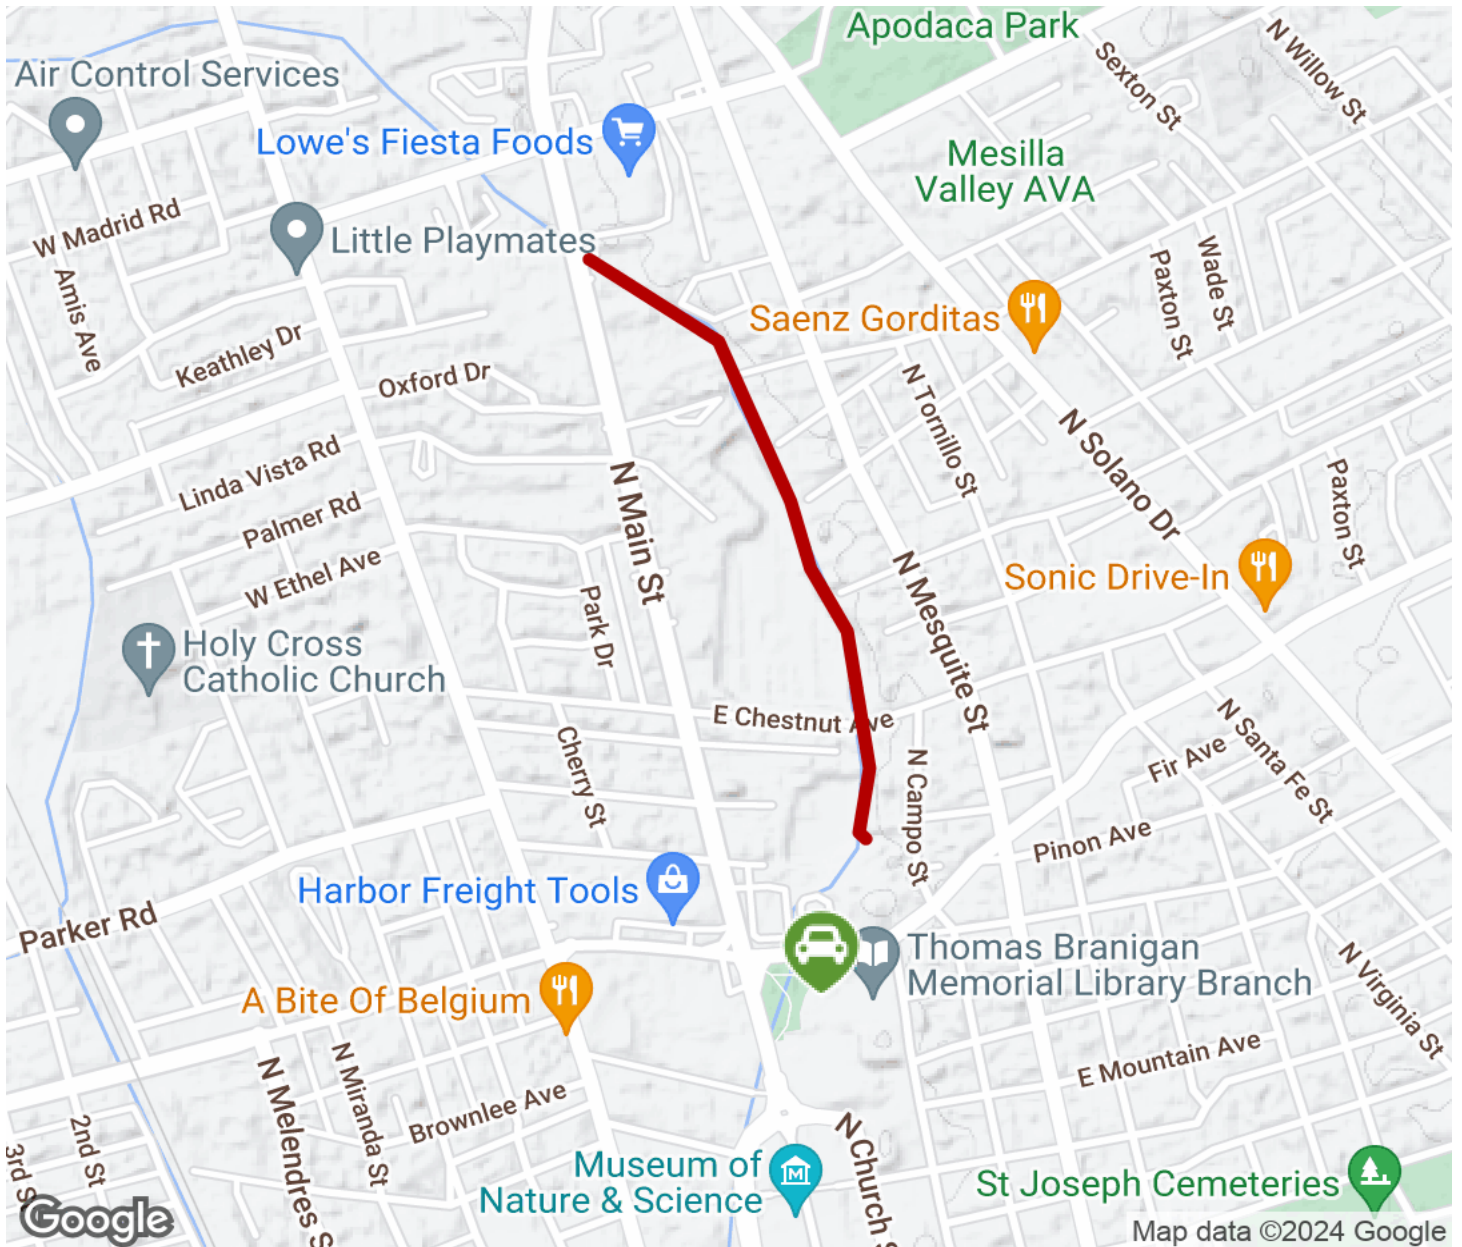 Apodaca Park
N Willow St
Sexton St
Air Control Services
Lowe's Fiesta Foods
Mesilla
Valley AVA
W Madrid Rd
Little Playmates
Wade St
Paxton St
Amis Ave
Saenz Gorditas
Keathley Dr
Oxford Dr
N Tornillo St
N Solano Dr
Linda Vista Rd
Paxton St
Palmer Rd
N Main St
W Ethel Ave
N Mesquite St
Sonic Drive-In
Park Dr
Holy Cross
Catholic Church
E Chestnut Ave
N Santa Fe St
Cherry St
N Campo St
Fir Ave
Pinon Ave
Harbor Freight Tools
Parker Rd
Thomas Branigan
Memorial Library Branch
N Virginia St
A Bite Of Belgium
E Mountain Ave
N Melendres S
N Miranda St
Brownlee Ave
2nd St
3rd S
N Church S
Museum of
Nature & Science
St Joseph Cemeteries
Google
Map data ©2024 Google